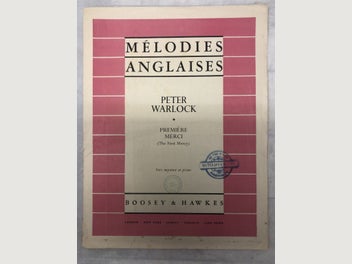 MÉLODIES
ANGLAISES
PETER
WARLOCK
PREMIÈRE
MERCI
(The First Mercy)
BOOSEY & HAWKES